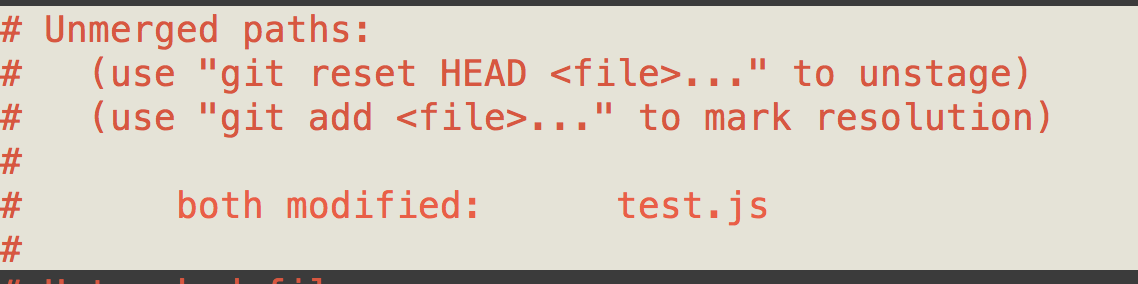 # Unmerged paths:
#   (use "git reset HEAD <file>..." to unstage)
#   (use "git add <file>..." to mark resolution)
#
#       both modified:      test.js
#